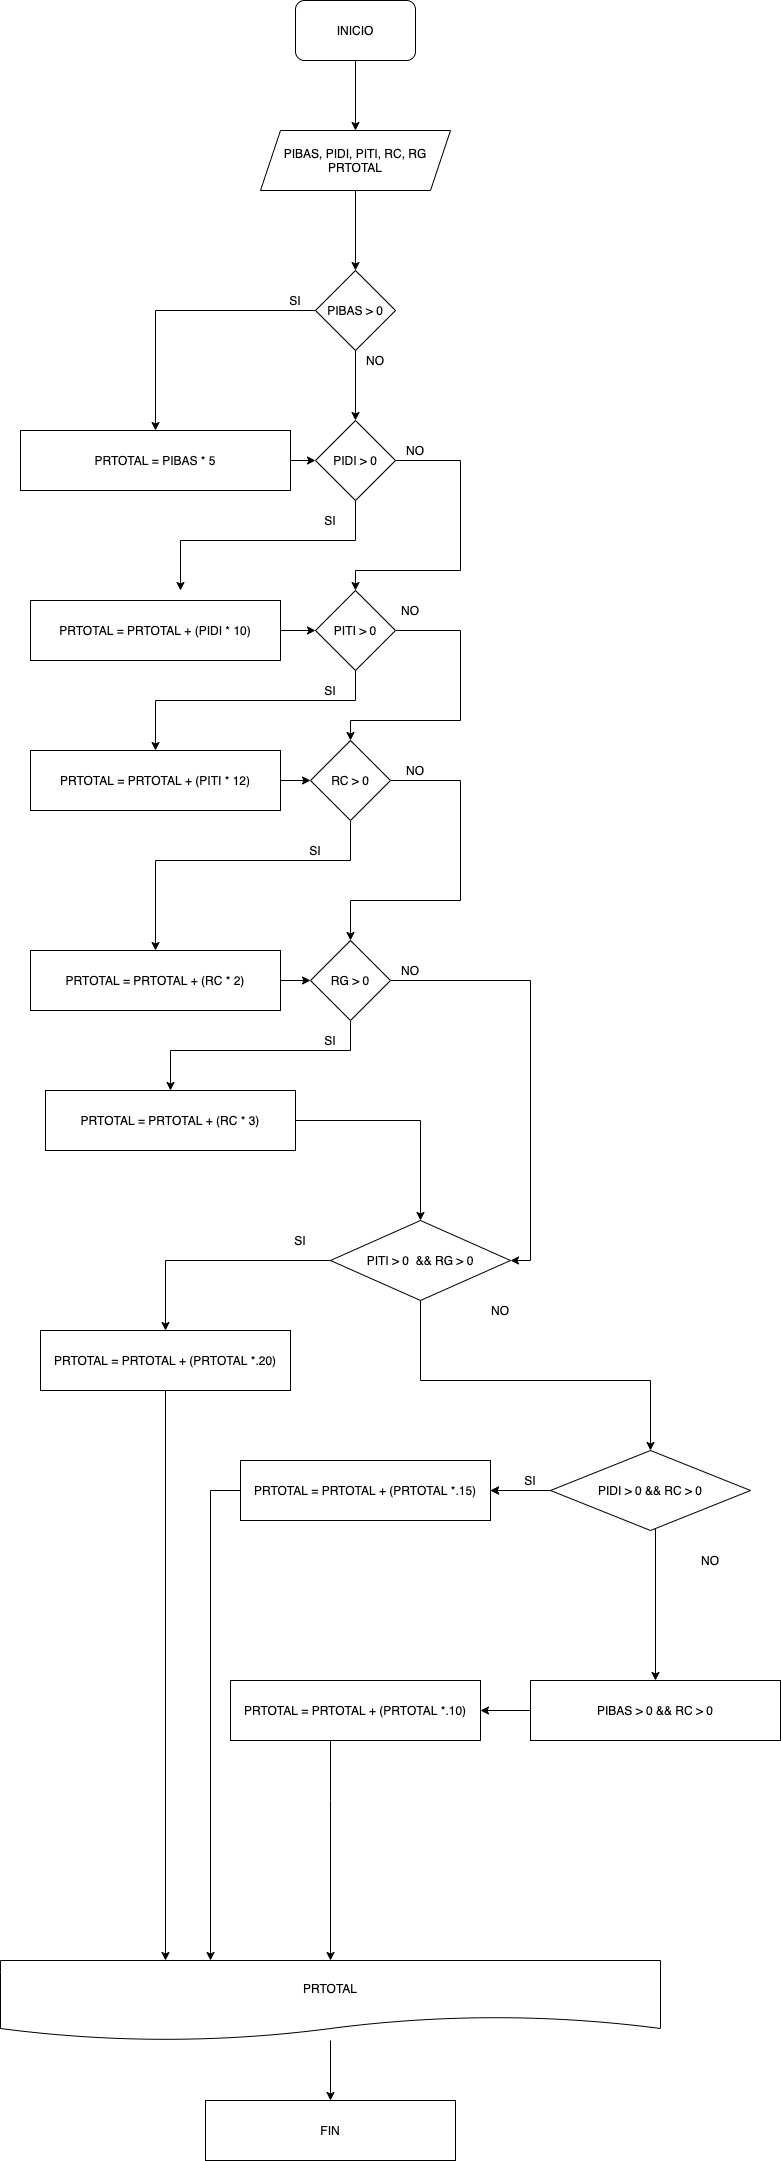 INICIO
PIBAS, PIDI, PITI, RC, RG
PRTOTAL
SI
PIBAS > 0
NO
PRTOTAL = PIBAS * 5
PIDI > 0
NO
SI
PRTOTAL = PRTOTAL + (PIDI * 10)
PITI > 0
NO
SI
PRTOTAL = PRTOTAL + (PITI * 12)
RC > 0
NO
SI
PRTOTAL = PRTOTAL + (RC * 2)
RG > 0
NO
SI
PRTOTAL = PRTOTAL + (RC * 3)
SI
PITI > 0 && RG > 0
NO
PRTOTAL = PRTOTAL + (PRTOTAL *.20)
PRTOTAL = PRTOTAL + (PRTOTAL *.15)
SI
PIDI > 0 && RC > 0
NO
PRTOTAL = PRTOTAL + (PRTOTAL *.10)
PIBAS > 0 && RC > 0
PRTOTAL
FIN